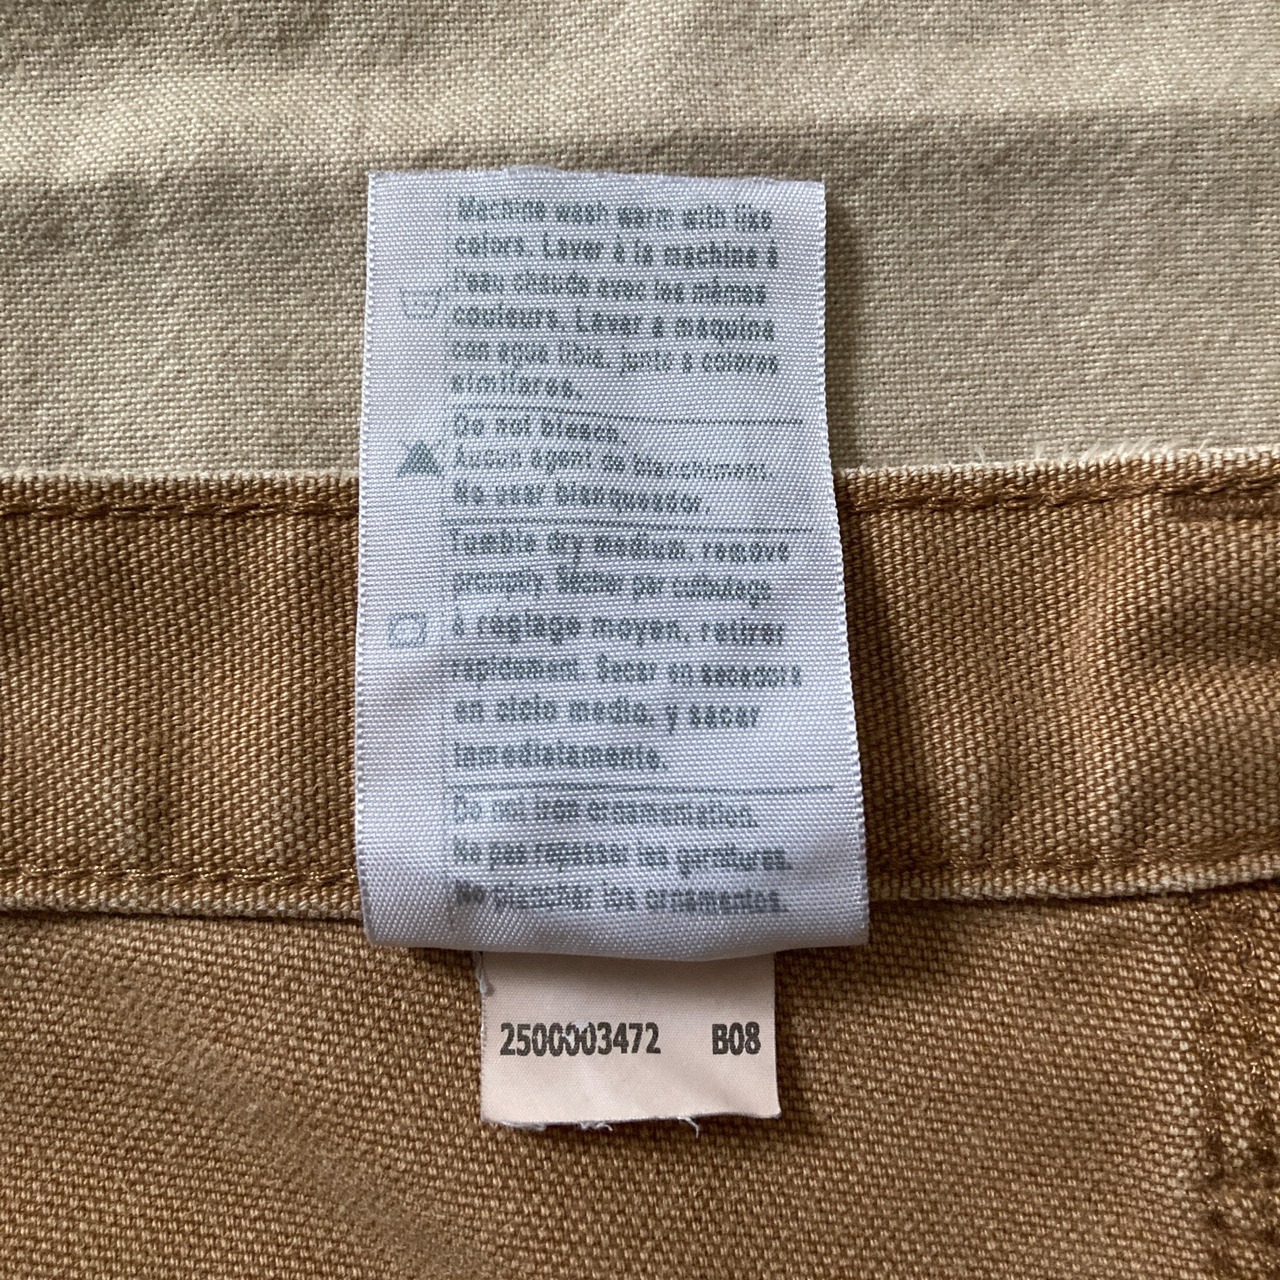 Machine wash warm with like
colors. Laver à la machine à
l'eau chaude avec les mêmes
couleurs. Lavar a maquina
con agua tibia, junto a colores
similares.
Do not bleach.
Aucun agent de blanchiment.
No usar blanqueador.
Tumble dry medium, remove
promptly. Sécher par culbutage
à réglage moyen, retirer
rapidement. Secar en secadora
en ciclo medio, y sacar
immediatamente.
Do not iron ornamentation.
Ne pas repasser les garnitures.
No planchar los ornamentos.
2500003472 B08